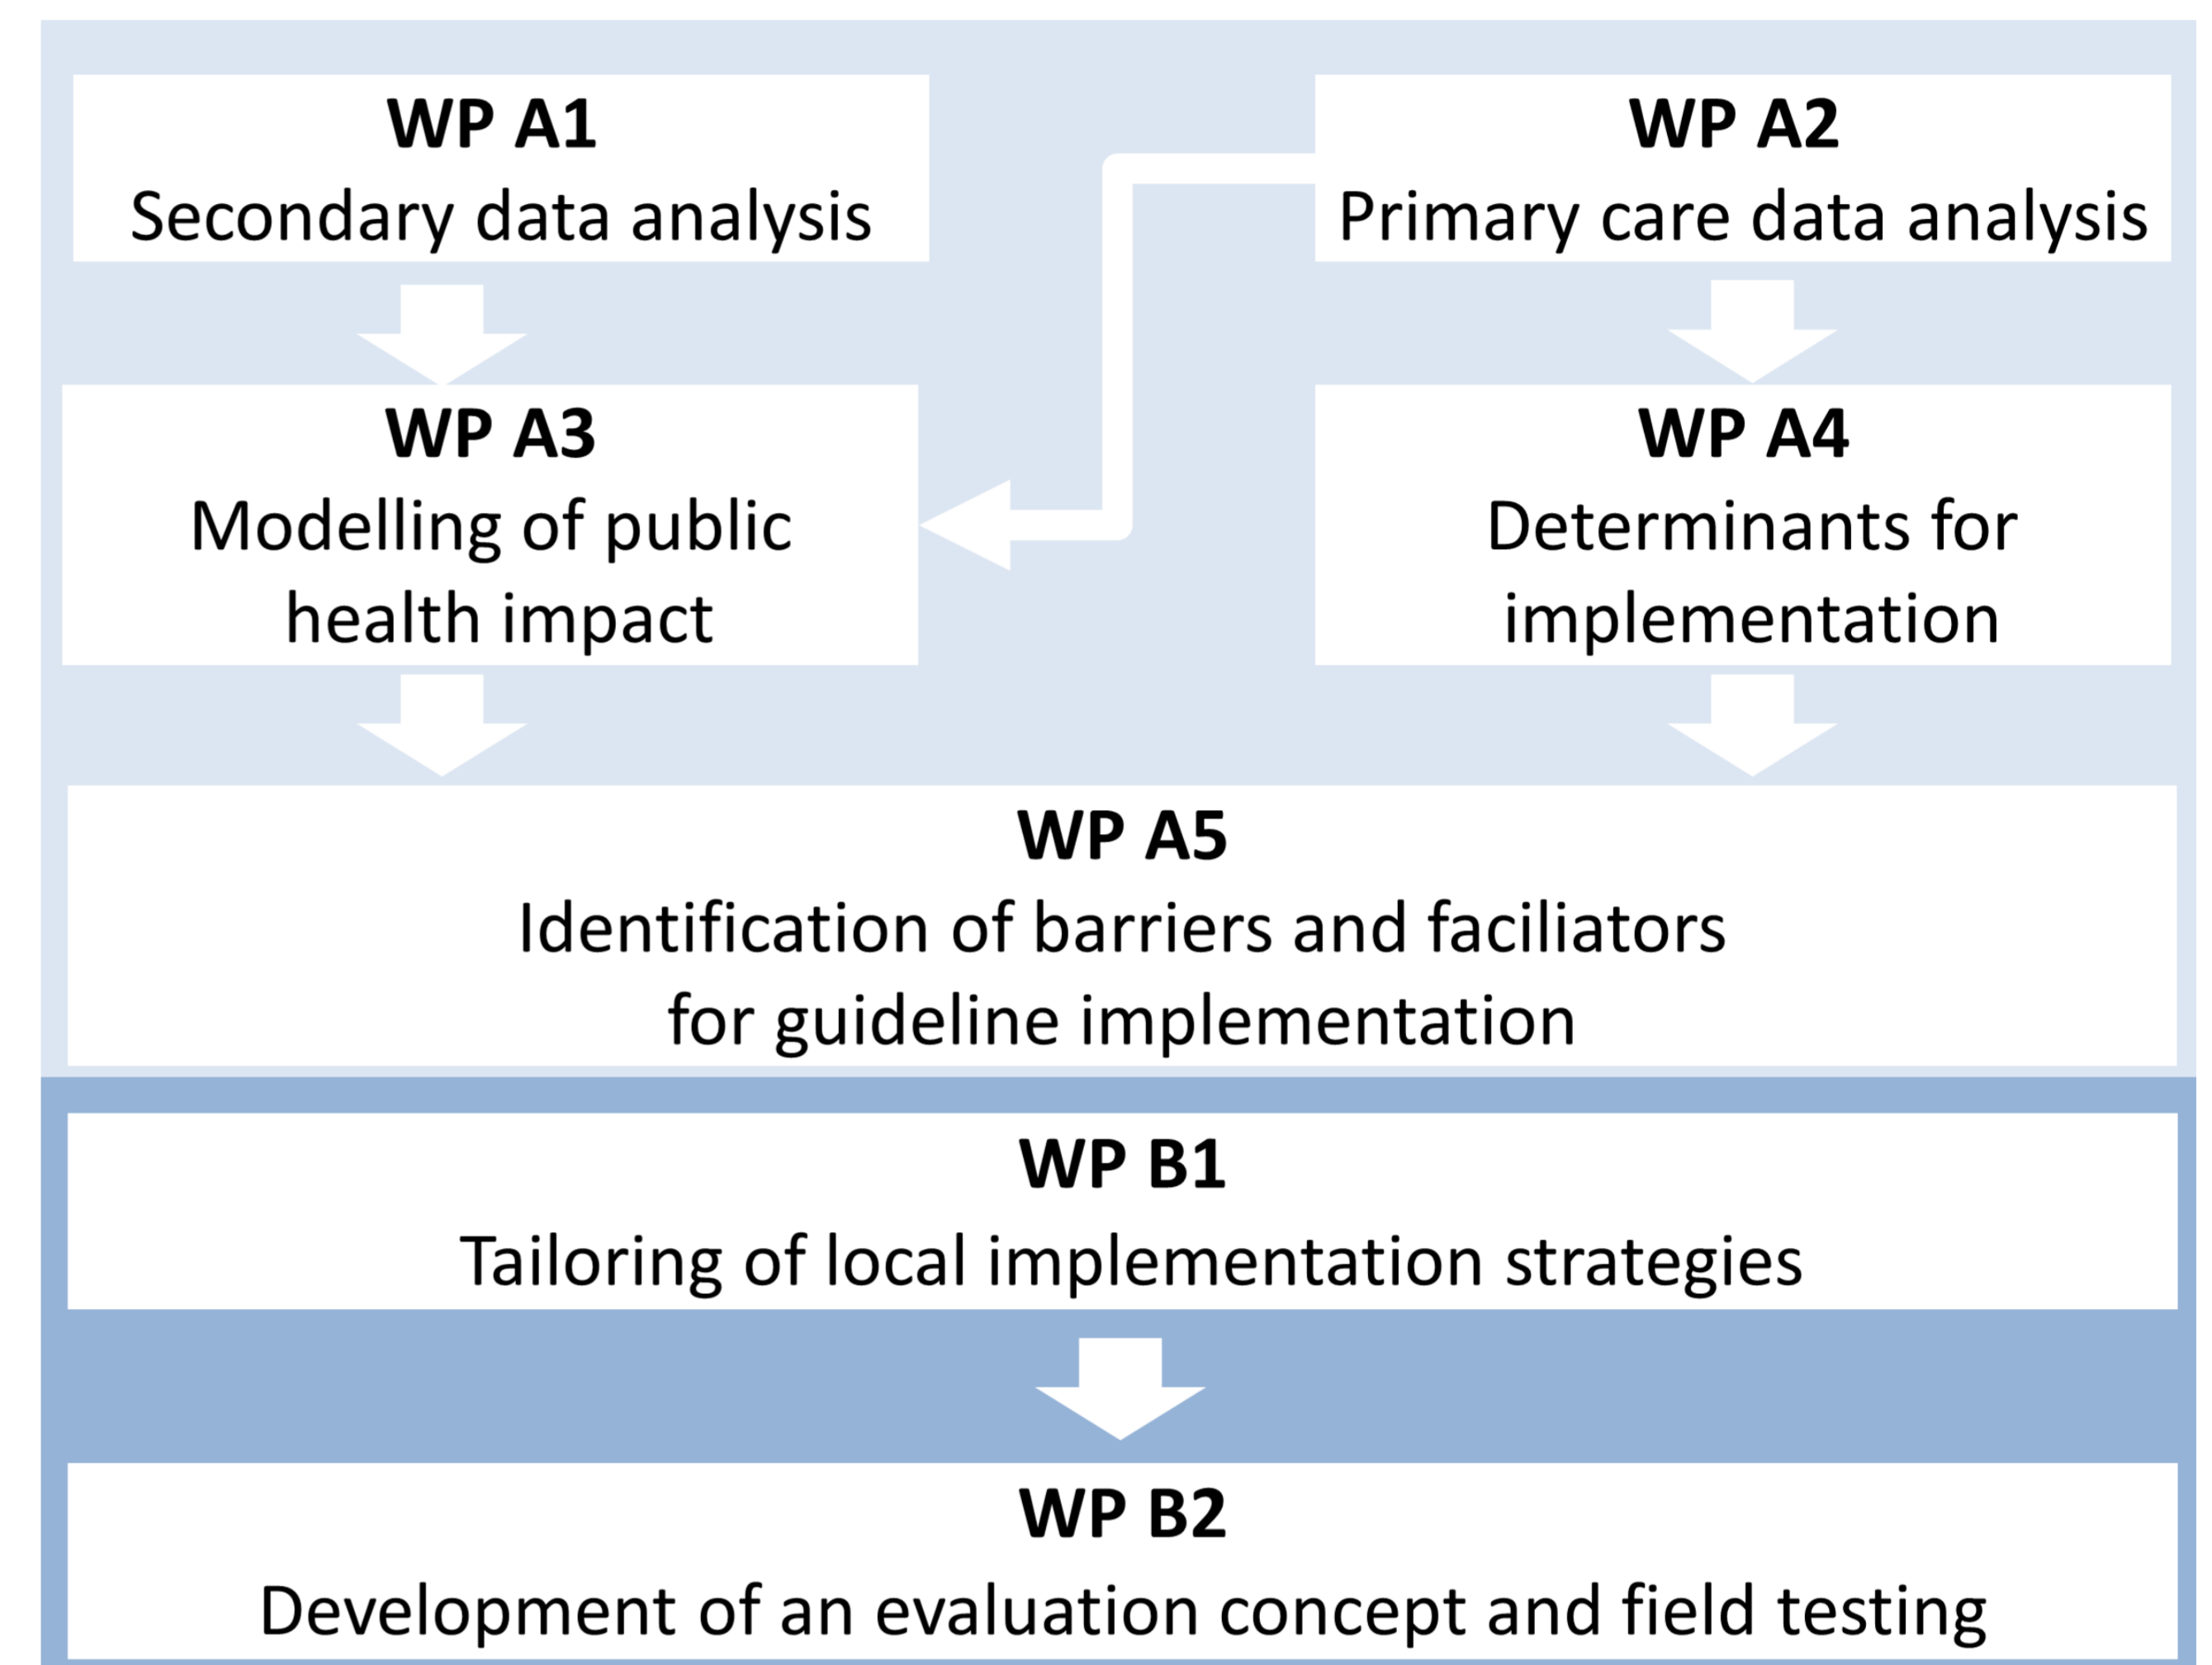 WP A1
Secondary data analysis
WP A2
Primary care data analysis
WP A3
Modelling of public
health impact
WP A4
Determinants for
implementation
WP A5
Identification of barriers and faciliators
for guideline implementation
WP B1
Tailoring of local implementation strategies
WP B2
Development of an evaluation concept and field testing